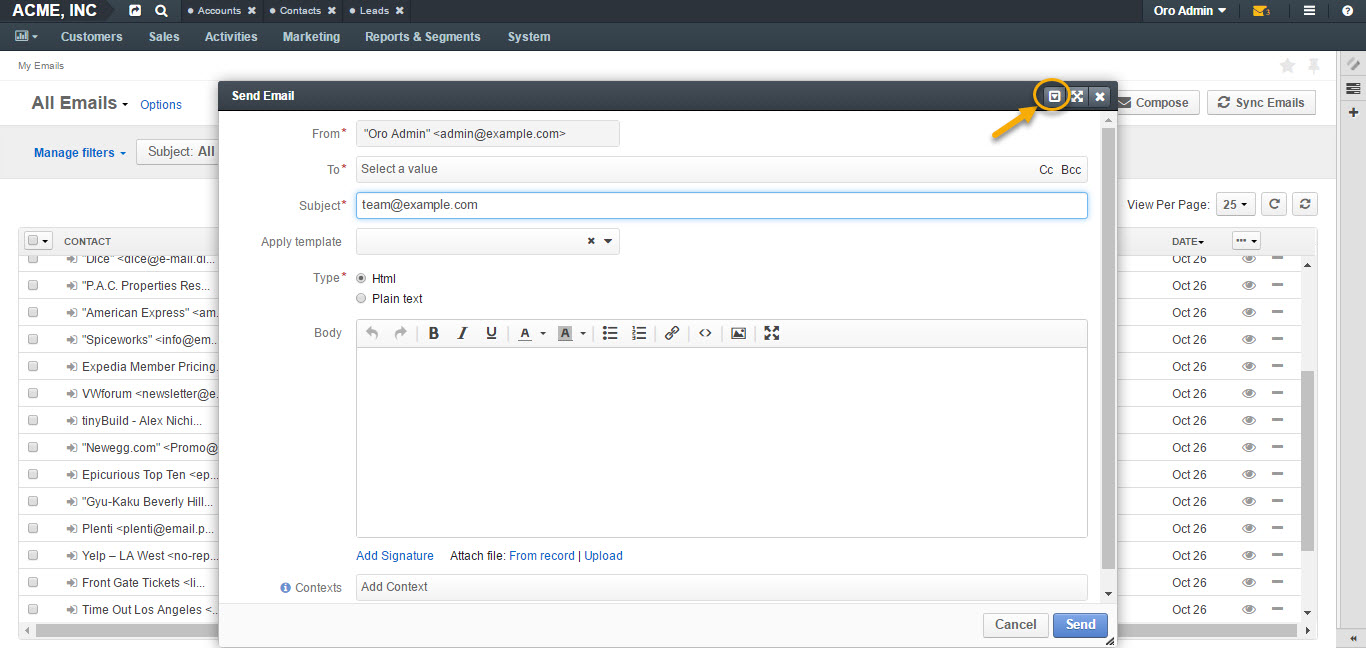 ACME, INC
Accounts
Contacts
Leads
Oro Admin
3
Customers
Sales
Activities
Marketing
Reports & Segments
System
My Emails
All Emails
Options
Compose
Sync Emails
Manage filters
Subject: All
View Per Page:
25
Send Email
From*
"Oro Admin" <admin@example.com>
To*
Select a value
Cc Bcc
Subject*
team@example.com
Apply template
Type*
Html
Plain text
Body
B I U A A
Add Signature
Attach file: From record | Upload
Contexts
Add Context
Cancel
Send
CONTACT
DATE
"Dice" <dice@e-mail.di...
Oct 26
"P.A.C. Properties Res...
Oct 26
"American Express" <am.
Oct 26
"Spiceworks" <info@em...
Oct 26
Expedia Member Pricing.
Oct 26
VWforum <newsletter@e.
Oct 26
tinyBuild - Alex Nichi...
Oct 26
"Newegg.com" <Promo@
Oct 26
Epicurious Top Ten <ep...
Oct 26
"Gyu-Kaku Beverly Hill...
Oct 26
Plenti <plenti@email.p...
Oct 26
Yelp – LA West <no-rep...
Oct 26
Front Gate Tickets <li...
Oct 26
Time Out Los Angeles <.
Oct 26